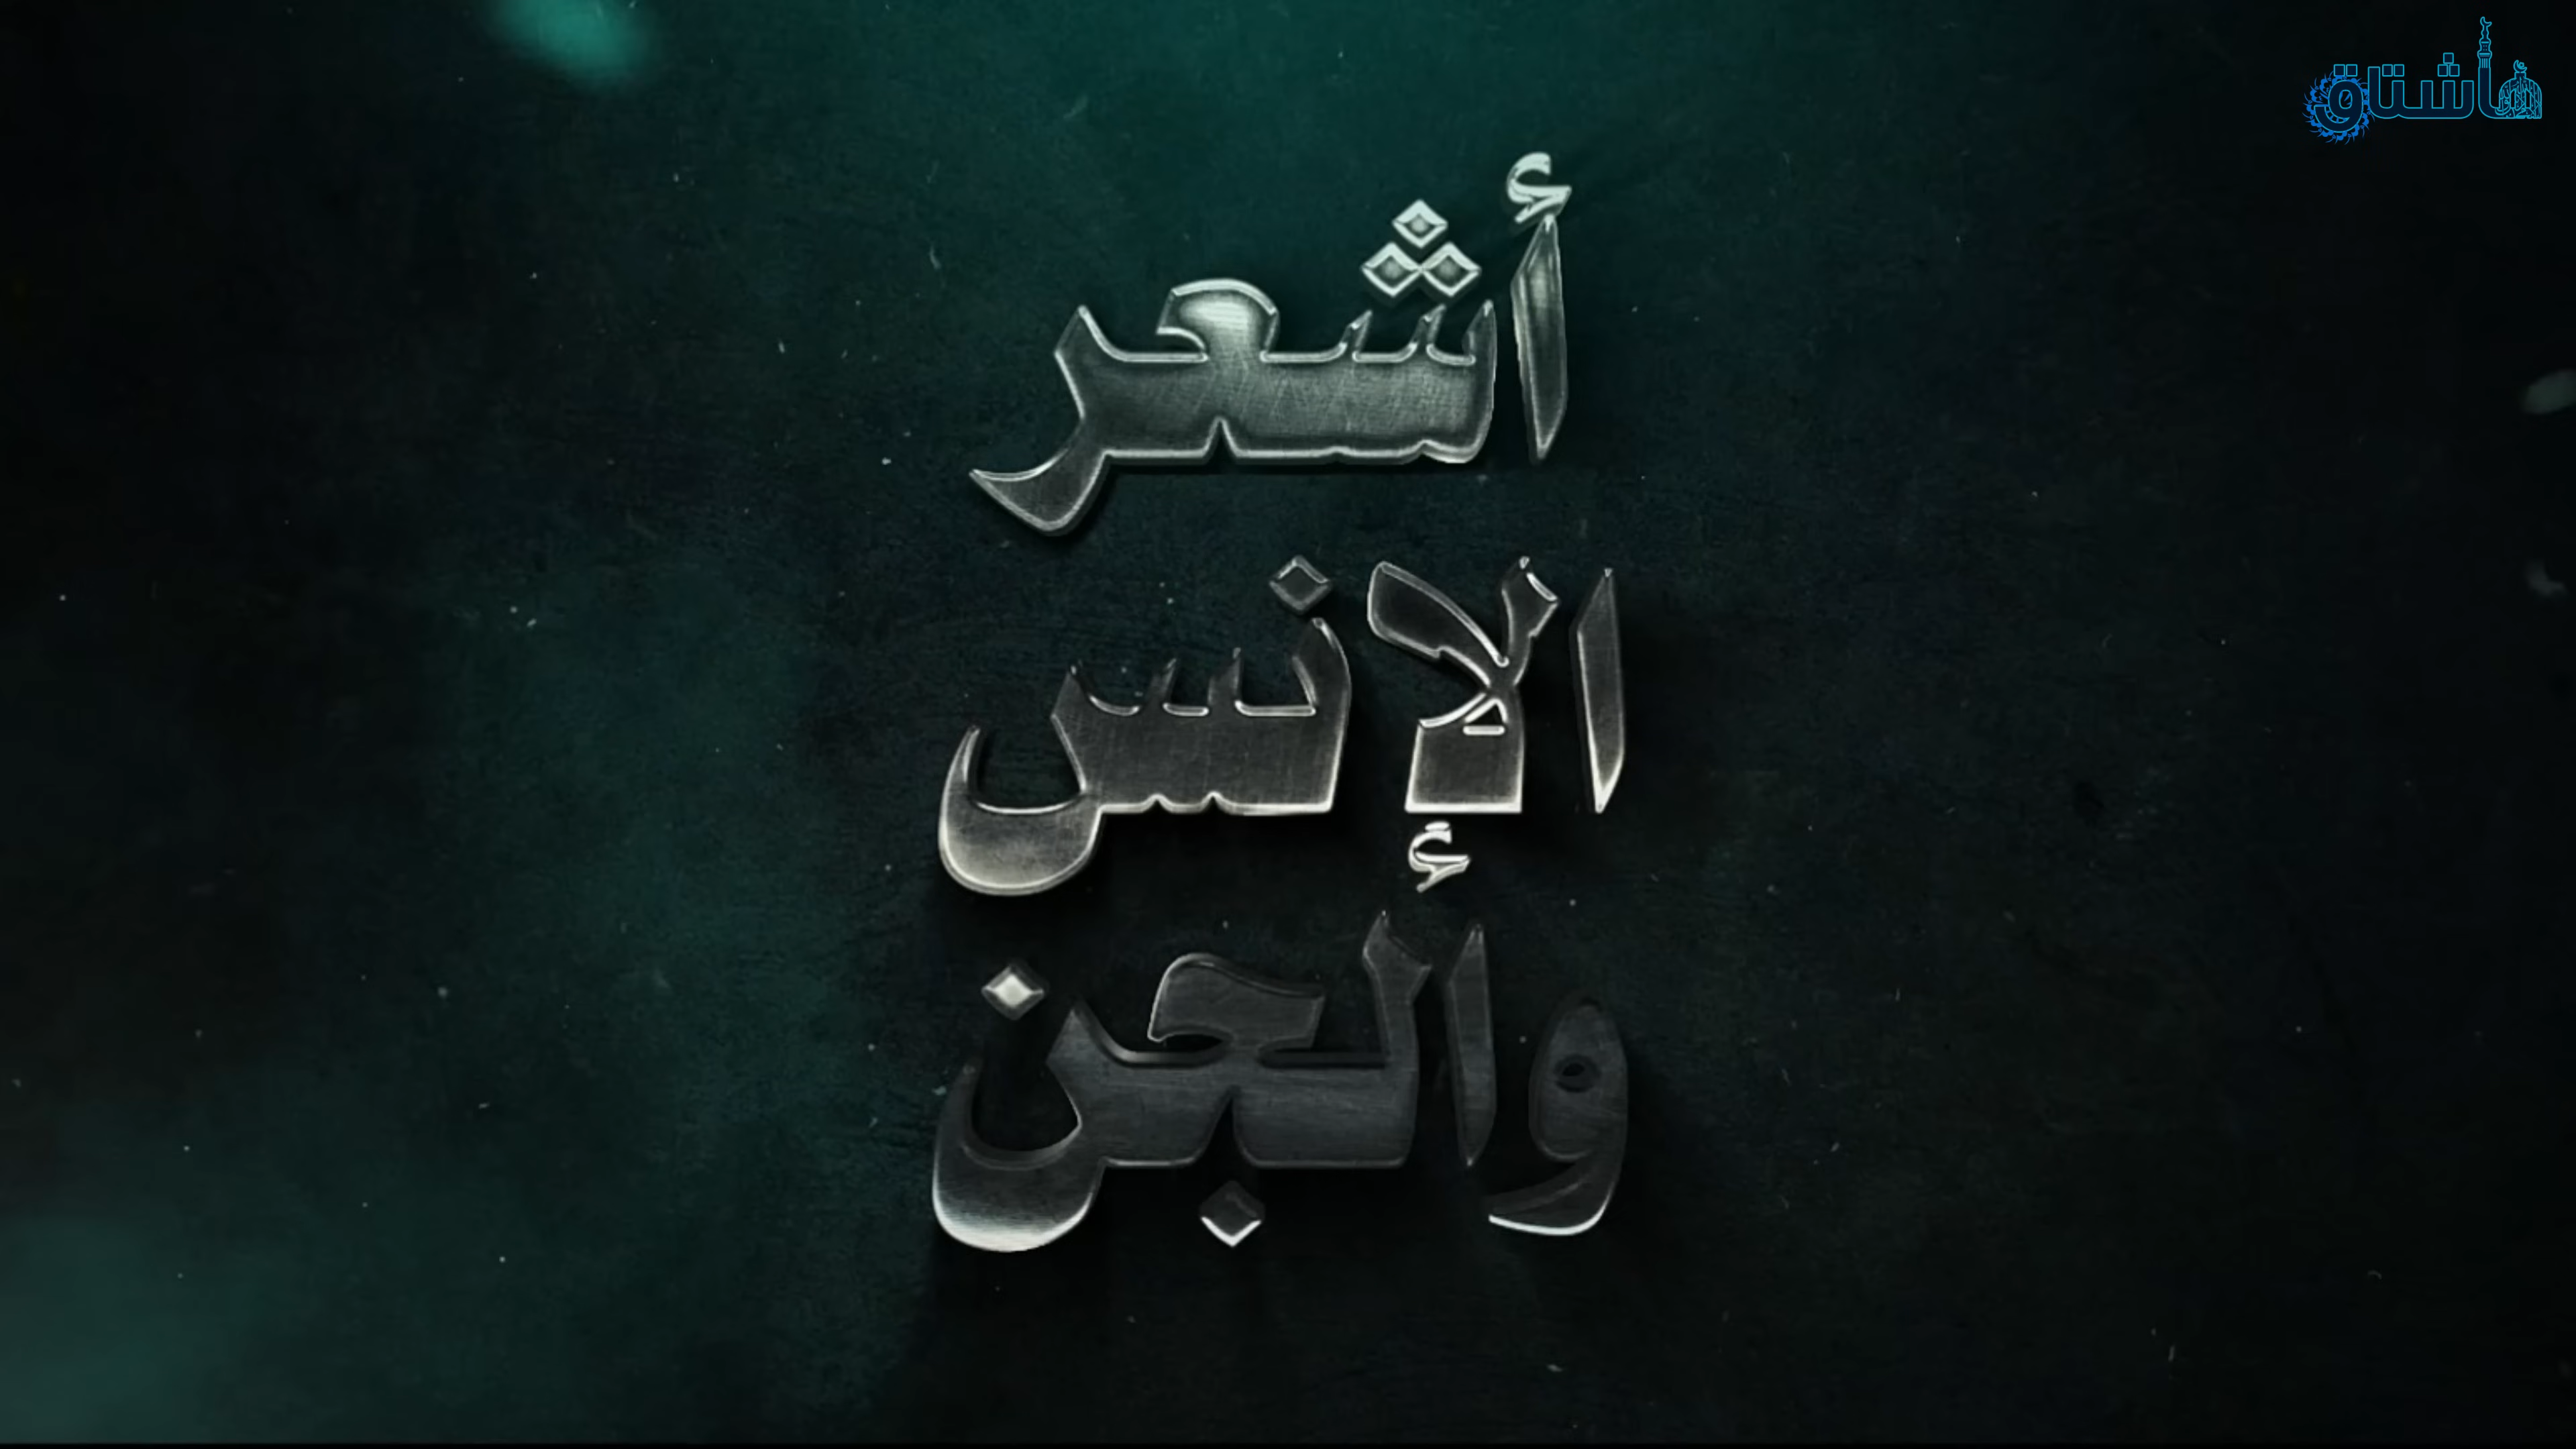 أشعر
الإنس
والجن
هاشتاق